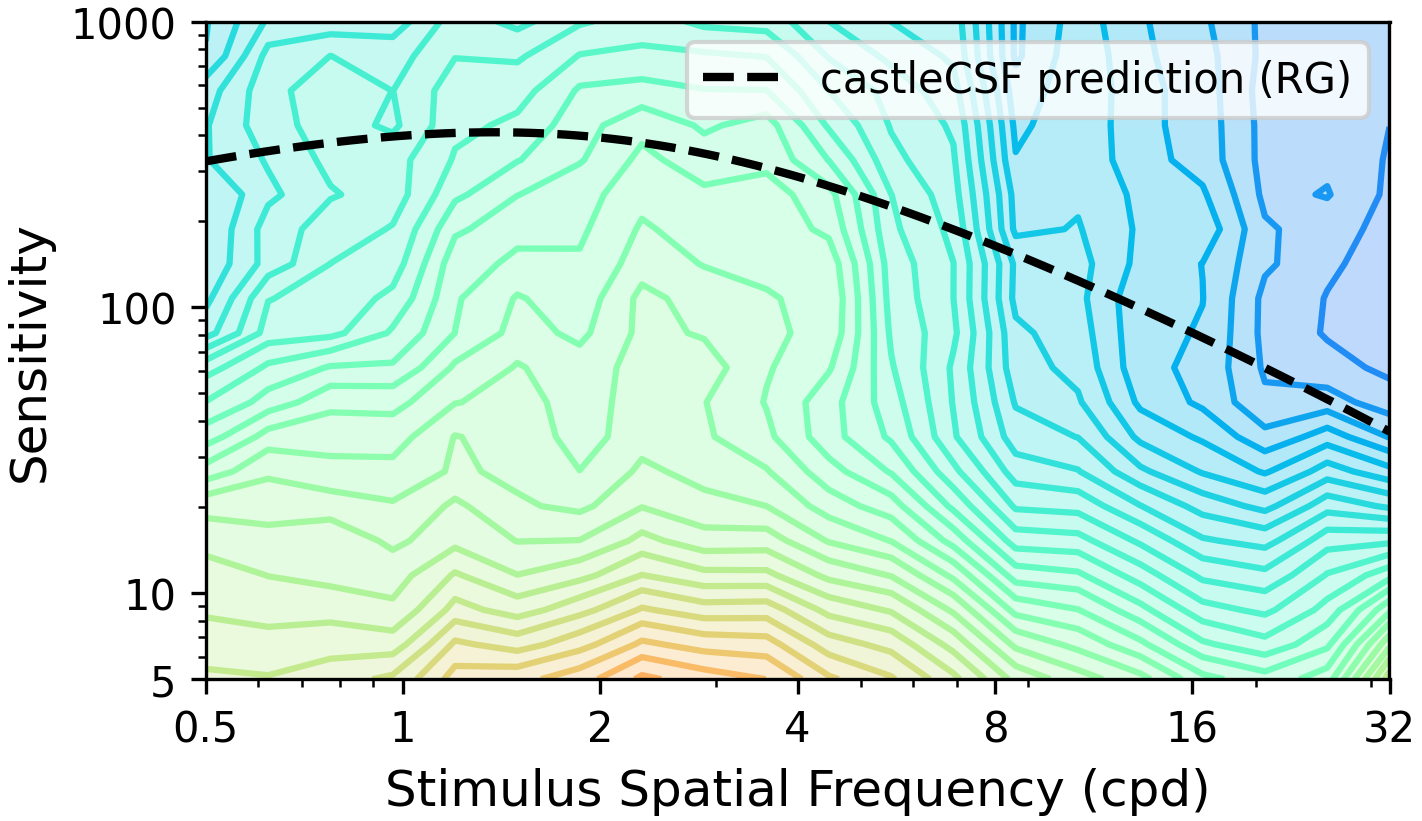 1000
100
10
5
Sensitivity
castleCSF prediction (RG)
0.5 1 2 4 8 16 32
Stimulus Spatial Frequency (cpd)